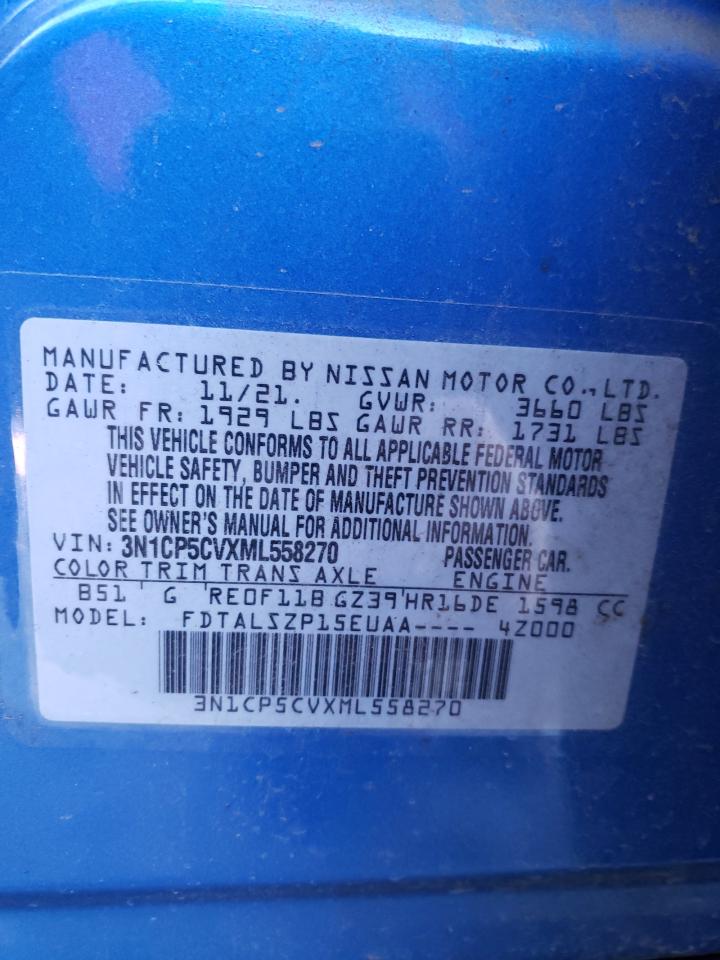 MANUFACTURED BY NISSAN MOTOR CO., LTD.
DATE: 11/21. GVWR: 3660 LBS
GAWR FR: 1929 LBS GAWR RR: 1731 LBS
THIS VEHICLE CONFORMS TO ALL APPLICABLE FEDERAL MOTOR
VEHICLE SAFETY, BUMPER AND THEFT PREVENTION STANDARDS
IN EFFECT ON THE DATE OF MANUFACTURE SHOWN ABOVE.
SEE OWNER'S MANUAL FOR ADDITIONAL INFORMATION.
VIN: 3N1CP5CVXML558270 PASSENGER CAR.
COLOR TRIM TRANS AXLE ENGINE
B51 G RE0F11B GZ39 HR16DE 1598 CC
MODEL: FDTALSZP15EUAA---- 4Z000
3N1CP5CVXML558270